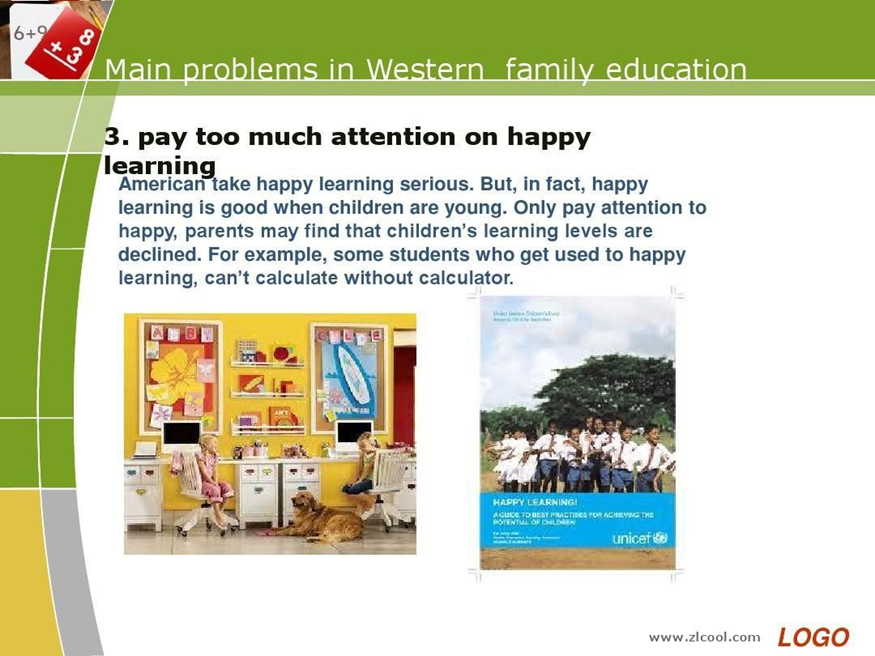 6+9
8
+ 3
Main problems in Western family education
3. pay too much attention on happy
learning
American take happy learning serious. But, in fact, happy
learning is good when children are young. Only pay attention to
happy, parents may find that children’s learning levels are
declined. For example, some students who get used to happy
learning, can’t calculate without calculator.
ABBY
HAPPY LEARNING!
A GUIDE TO BEST PRACTISES FOR ACHIEVING THE
POTENTIAL OF CHILDREN
unicef
www.zlcool.com
LOGO